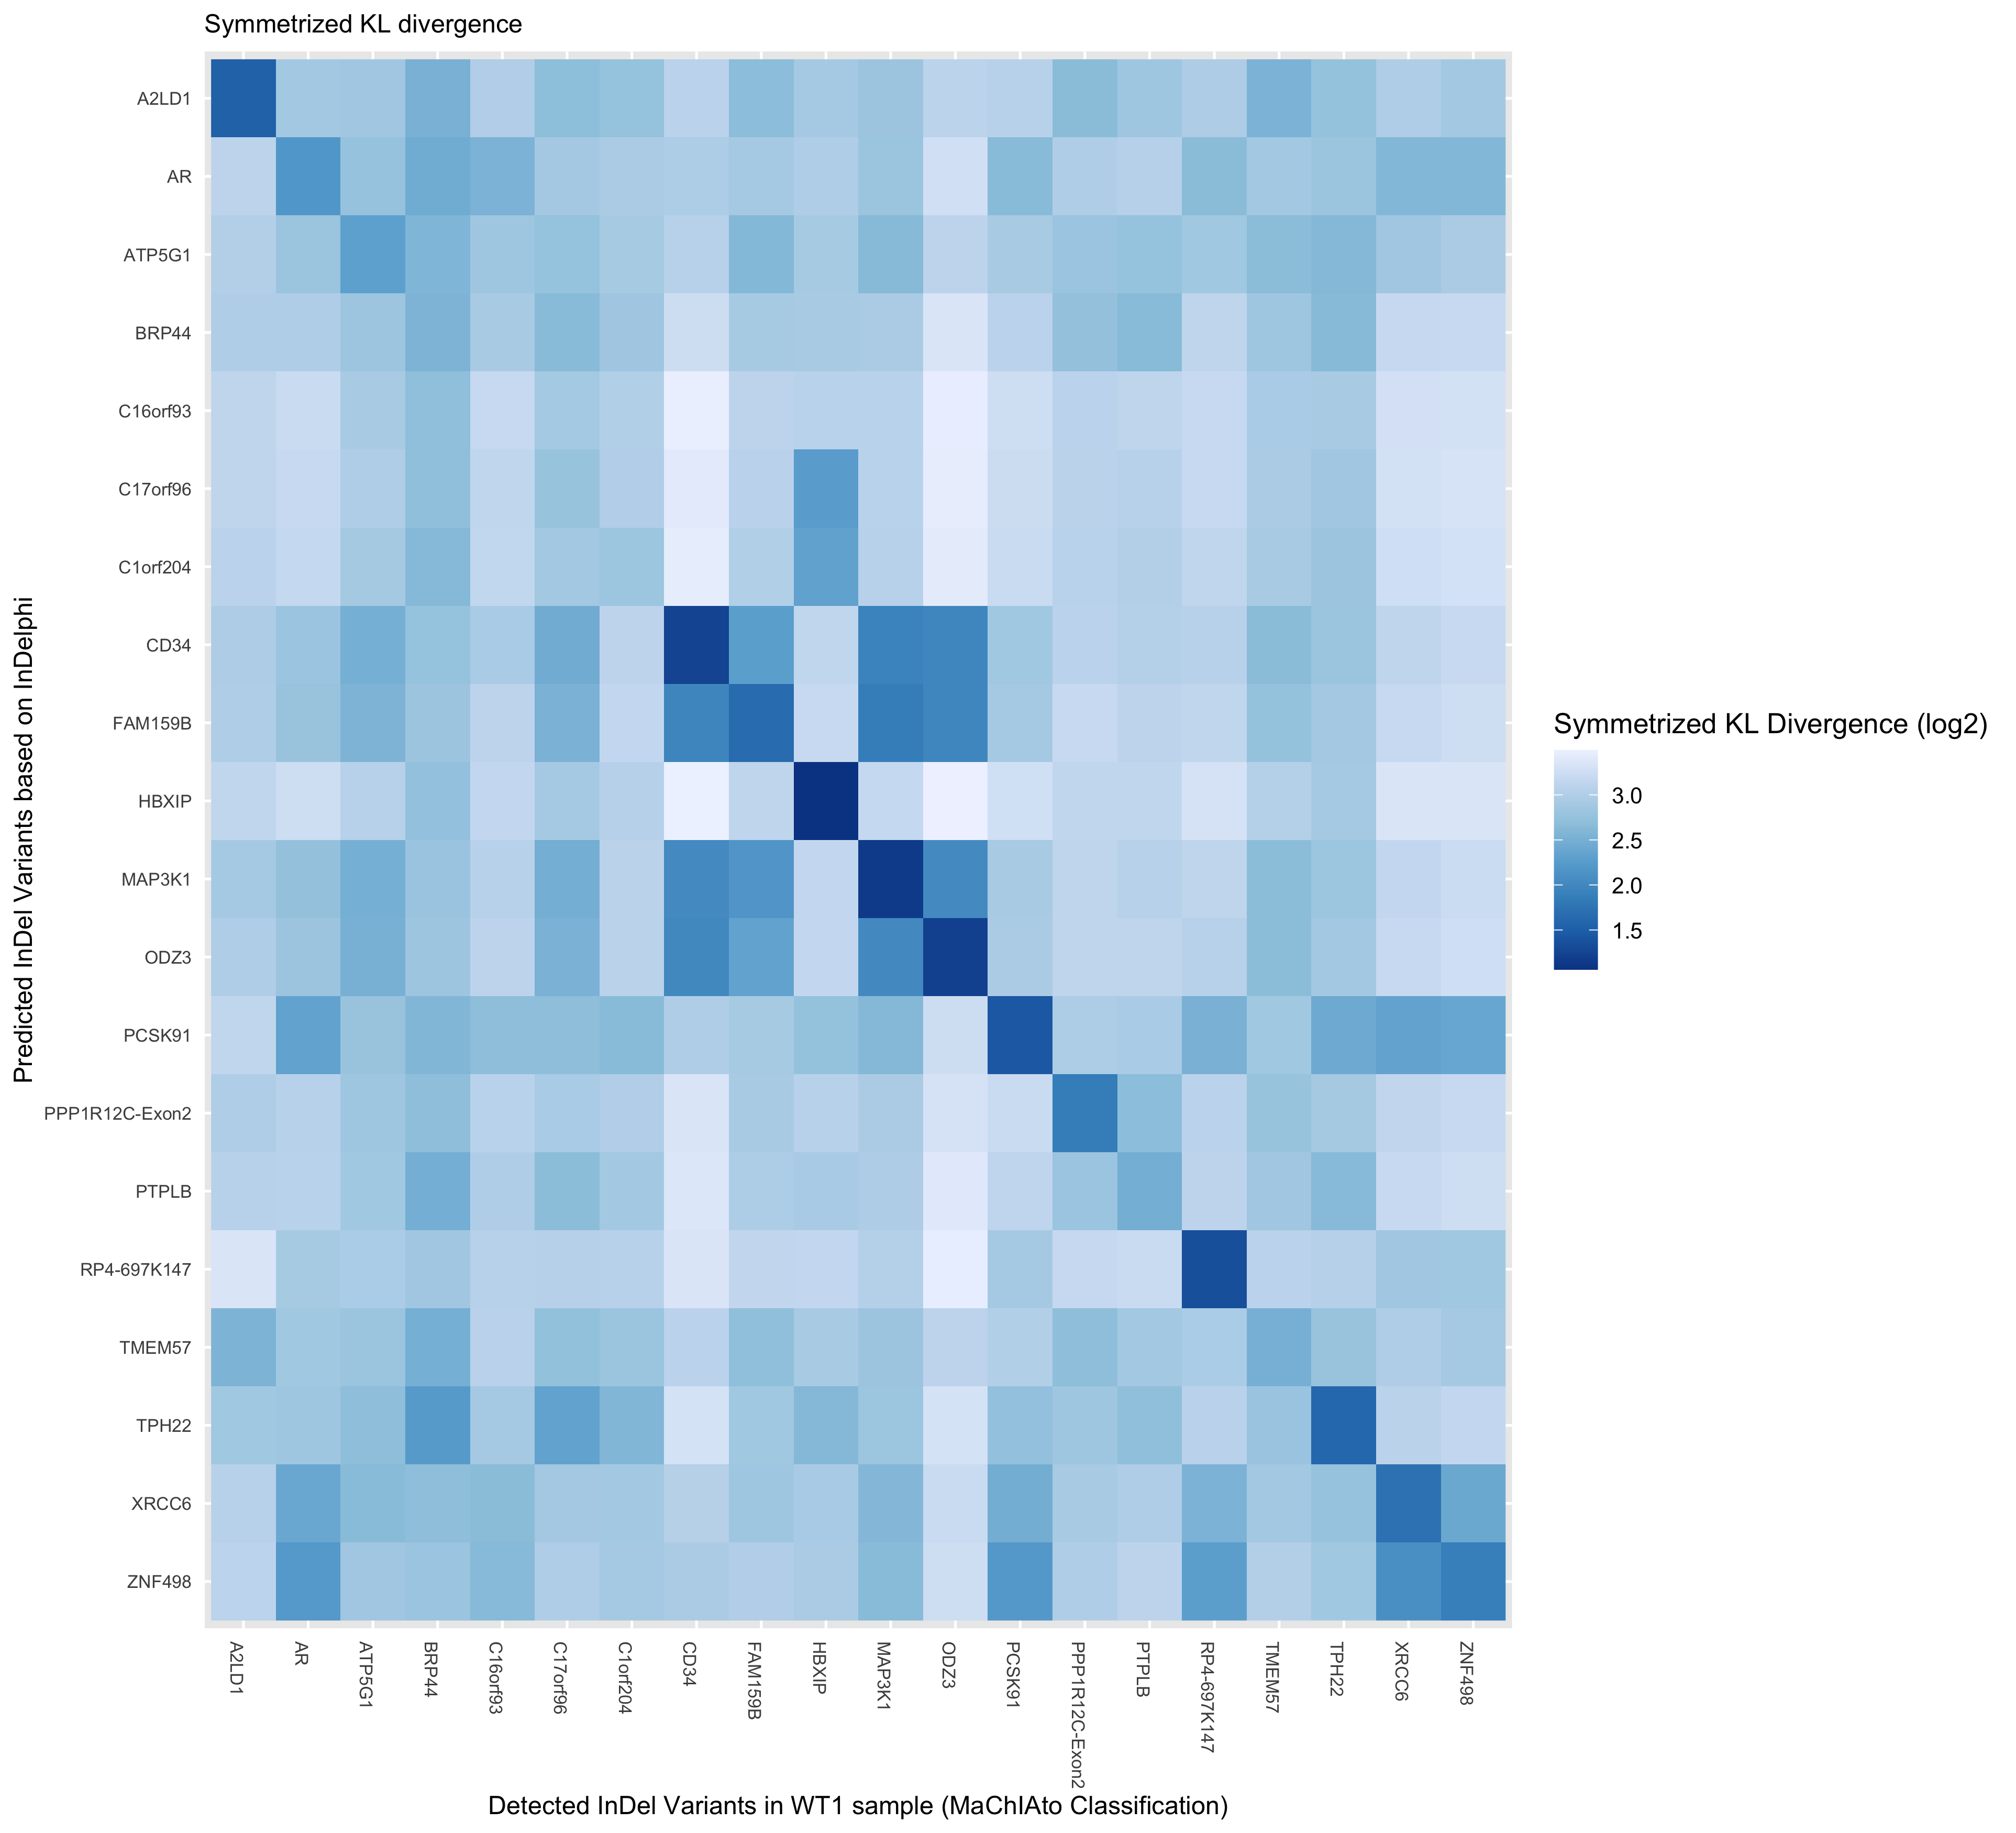 Symmetrized KL divergence
Predicted InDel Variants based on InDelphi
A2LD1
AR
ATP5G1
BRP44
C16orf93
C17orf96
C1orf204
CD34
FAM159B
HBXIP
MAP3K1
ODZ3
PCSK91
PPP1R12C-Exon2
PTPLB
RP4-697K147
TMEM57
TPH22
XRCC6
ZNF498
Symmetrized KL Divergence (log2)
3.0
2.5
2.0
1.5
A2LD1
AR
ATP5G1
BRP44
C16orf93
C17orf96
C1orf204
CD34
FAM159B
HBXIP
MAP3K1
ODZ3
PCSK91
PPP1R12C-Exon2
PTPLB
RP4-697K147
TMEM57
TPH22
XRCC6
ZNF498
Detected InDel Variants in WT1 sample (MaChIAto Classification)